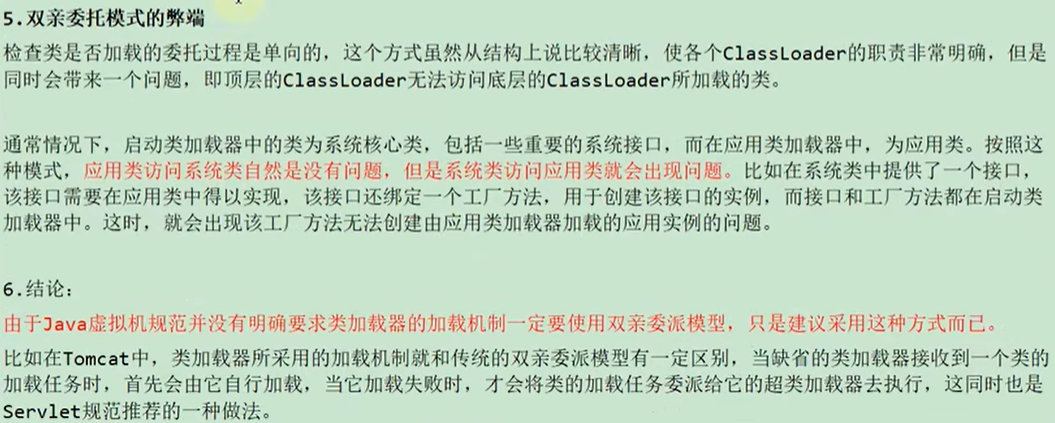 5.双亲委托模式的弊端
检查类是否加载的委托过程是单向的，这个方式虽然从结构上说比较清晰，使各个ClassLoader的职责非常明确，但是
同时会带来一个问题，即顶层的ClassLoader无法访问底层的ClassLoader所加载的类。
通常情况下，启动类加载器中的类为系统核心类，包括一些重要的系统接口，而在应用类加载器中，为应用类。按照这
种模式，应用类访问系统类自然是没有问题，但是系统类访问应用类就会出现问题。比如在系统类中提供了一个接口，
该接口需要在应用类中得以实现，该接口还绑定一个工厂方法，用于创建该接口的实例，而接口和工厂方法都在启动类
加载器中。这时，就会出现该工厂方法无法创建由应用类加载器加载的应用实例的问题。
6.结论：
由于Java虚拟机规范并没有明确要求类加载器的加载机制一定要使用双亲委派模型，只是建议采用这种方式而已。
比如在Tomcat中，类加载器所采用的加载机制就和传统的双亲委派模型有一定区别，当缺省的类加载器接收到一个类的
加载任务时，首先会由它自行加载，当它加载失败时，才会将类的加载任务委派给它的超类加载器去执行，这同时也是
Servlet规范推荐的一种做法。